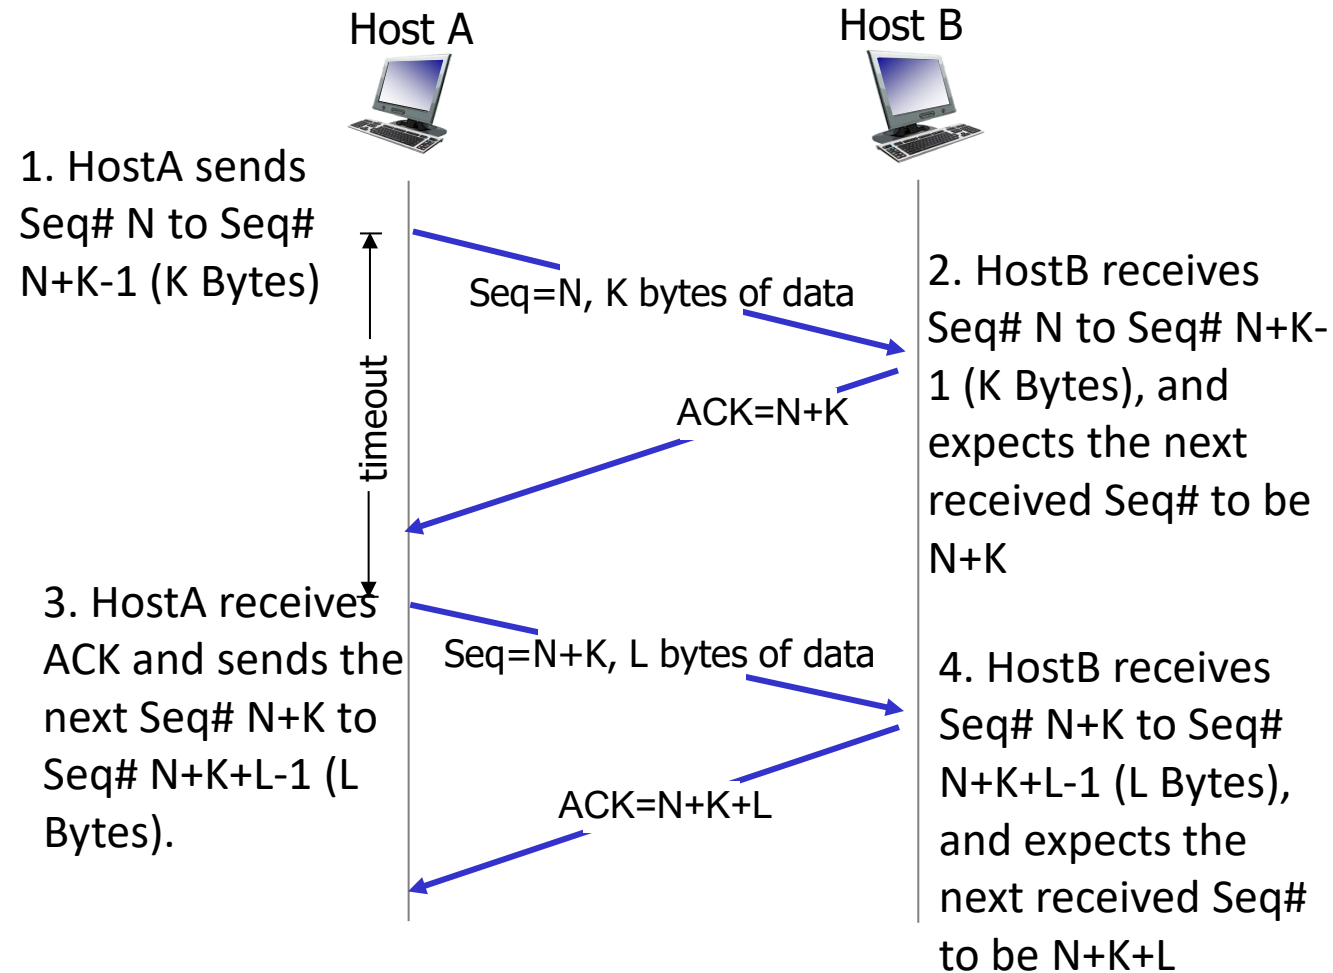 Host A
Host B
1. HostA sends
Seq# N to Seq#
N+K-1 (K Bytes)
Seq=N, K bytes of data
2. HostB receives
Seq# N to Seq# N+K-
1 (K Bytes), and
expects the next
received Seq# to be
N+K
timeout
ACK=N+K
3. HostA receives
ACK and sends the
next Seq# N+K to
Seq# N+K+L-1 (L
Bytes).
Seq=N+K, L bytes of data
4. HostB receives
Seq# N+K to Seq#
N+K+L-1 (L Bytes),
and expects the
next received Seq#
to be N+K+L
ACK=N+K+L